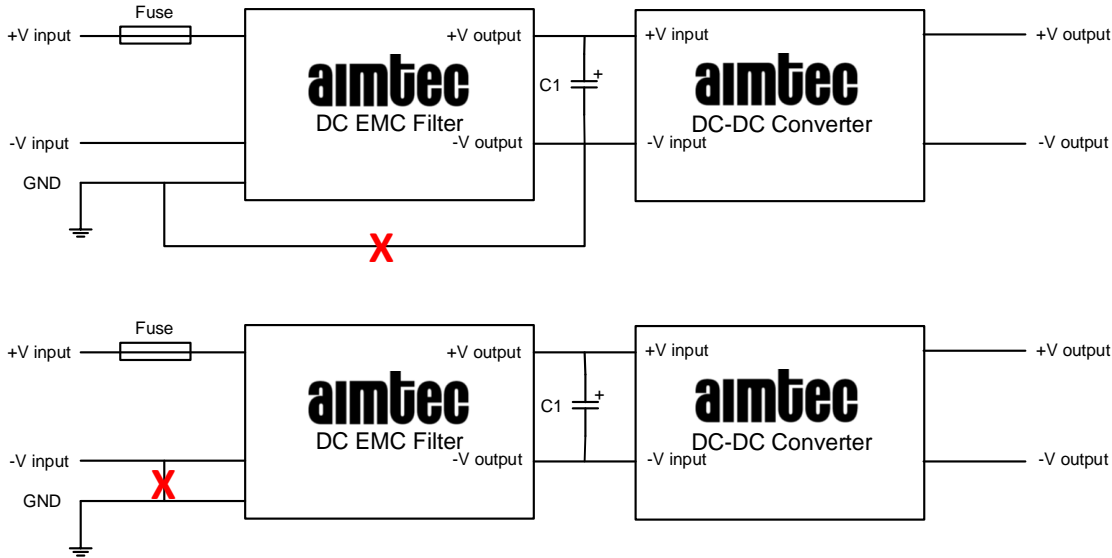 Fuse
+V input
+V output
+V input
+V output
aimtec
DC EMC Filter
C1
+
aimtec
DC-DC Converter
-V input
-V output
-V input
-V output
GND
X
Fuse
+V input
+V output
+V input
+V output
aimtec
DC EMC Filter
C1
+
aimtec
DC-DC Converter
-V input
-V output
-V input
-V output
X
GND